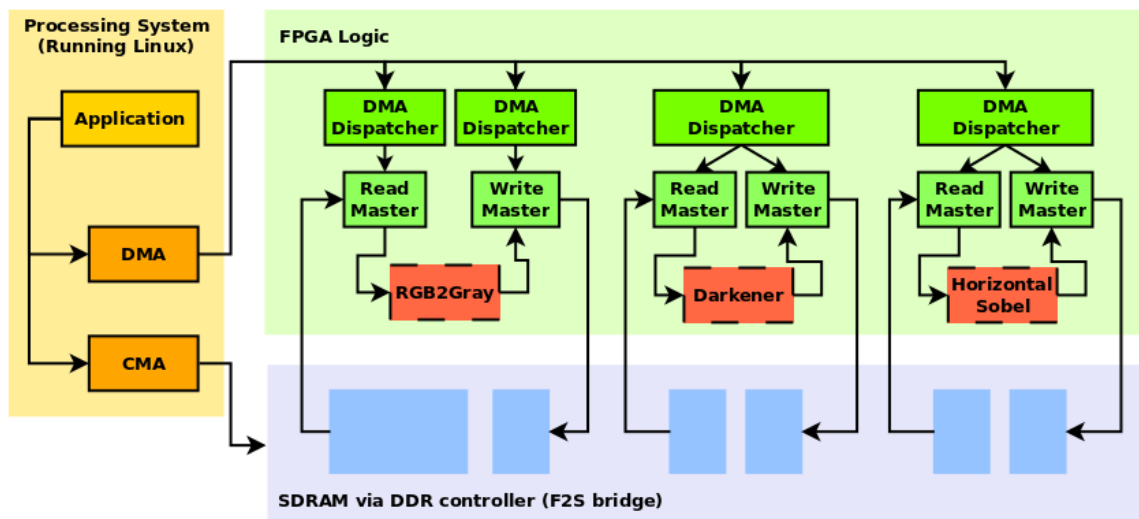 Processing System
(Running Linux)
Application
DMA
CMA
FPGA Logic
DMA
Dispatcher
DMA
Dispatcher
DMA
Dispatcher
DMA
Dispatcher
Read
Master
Write
Master
Read
Master
Write
Master
Read
Master
Write
Master
RGB2Gray
Darkener
Horizontal
Sobel
SDRAM via DDR controller (F2S bridge)